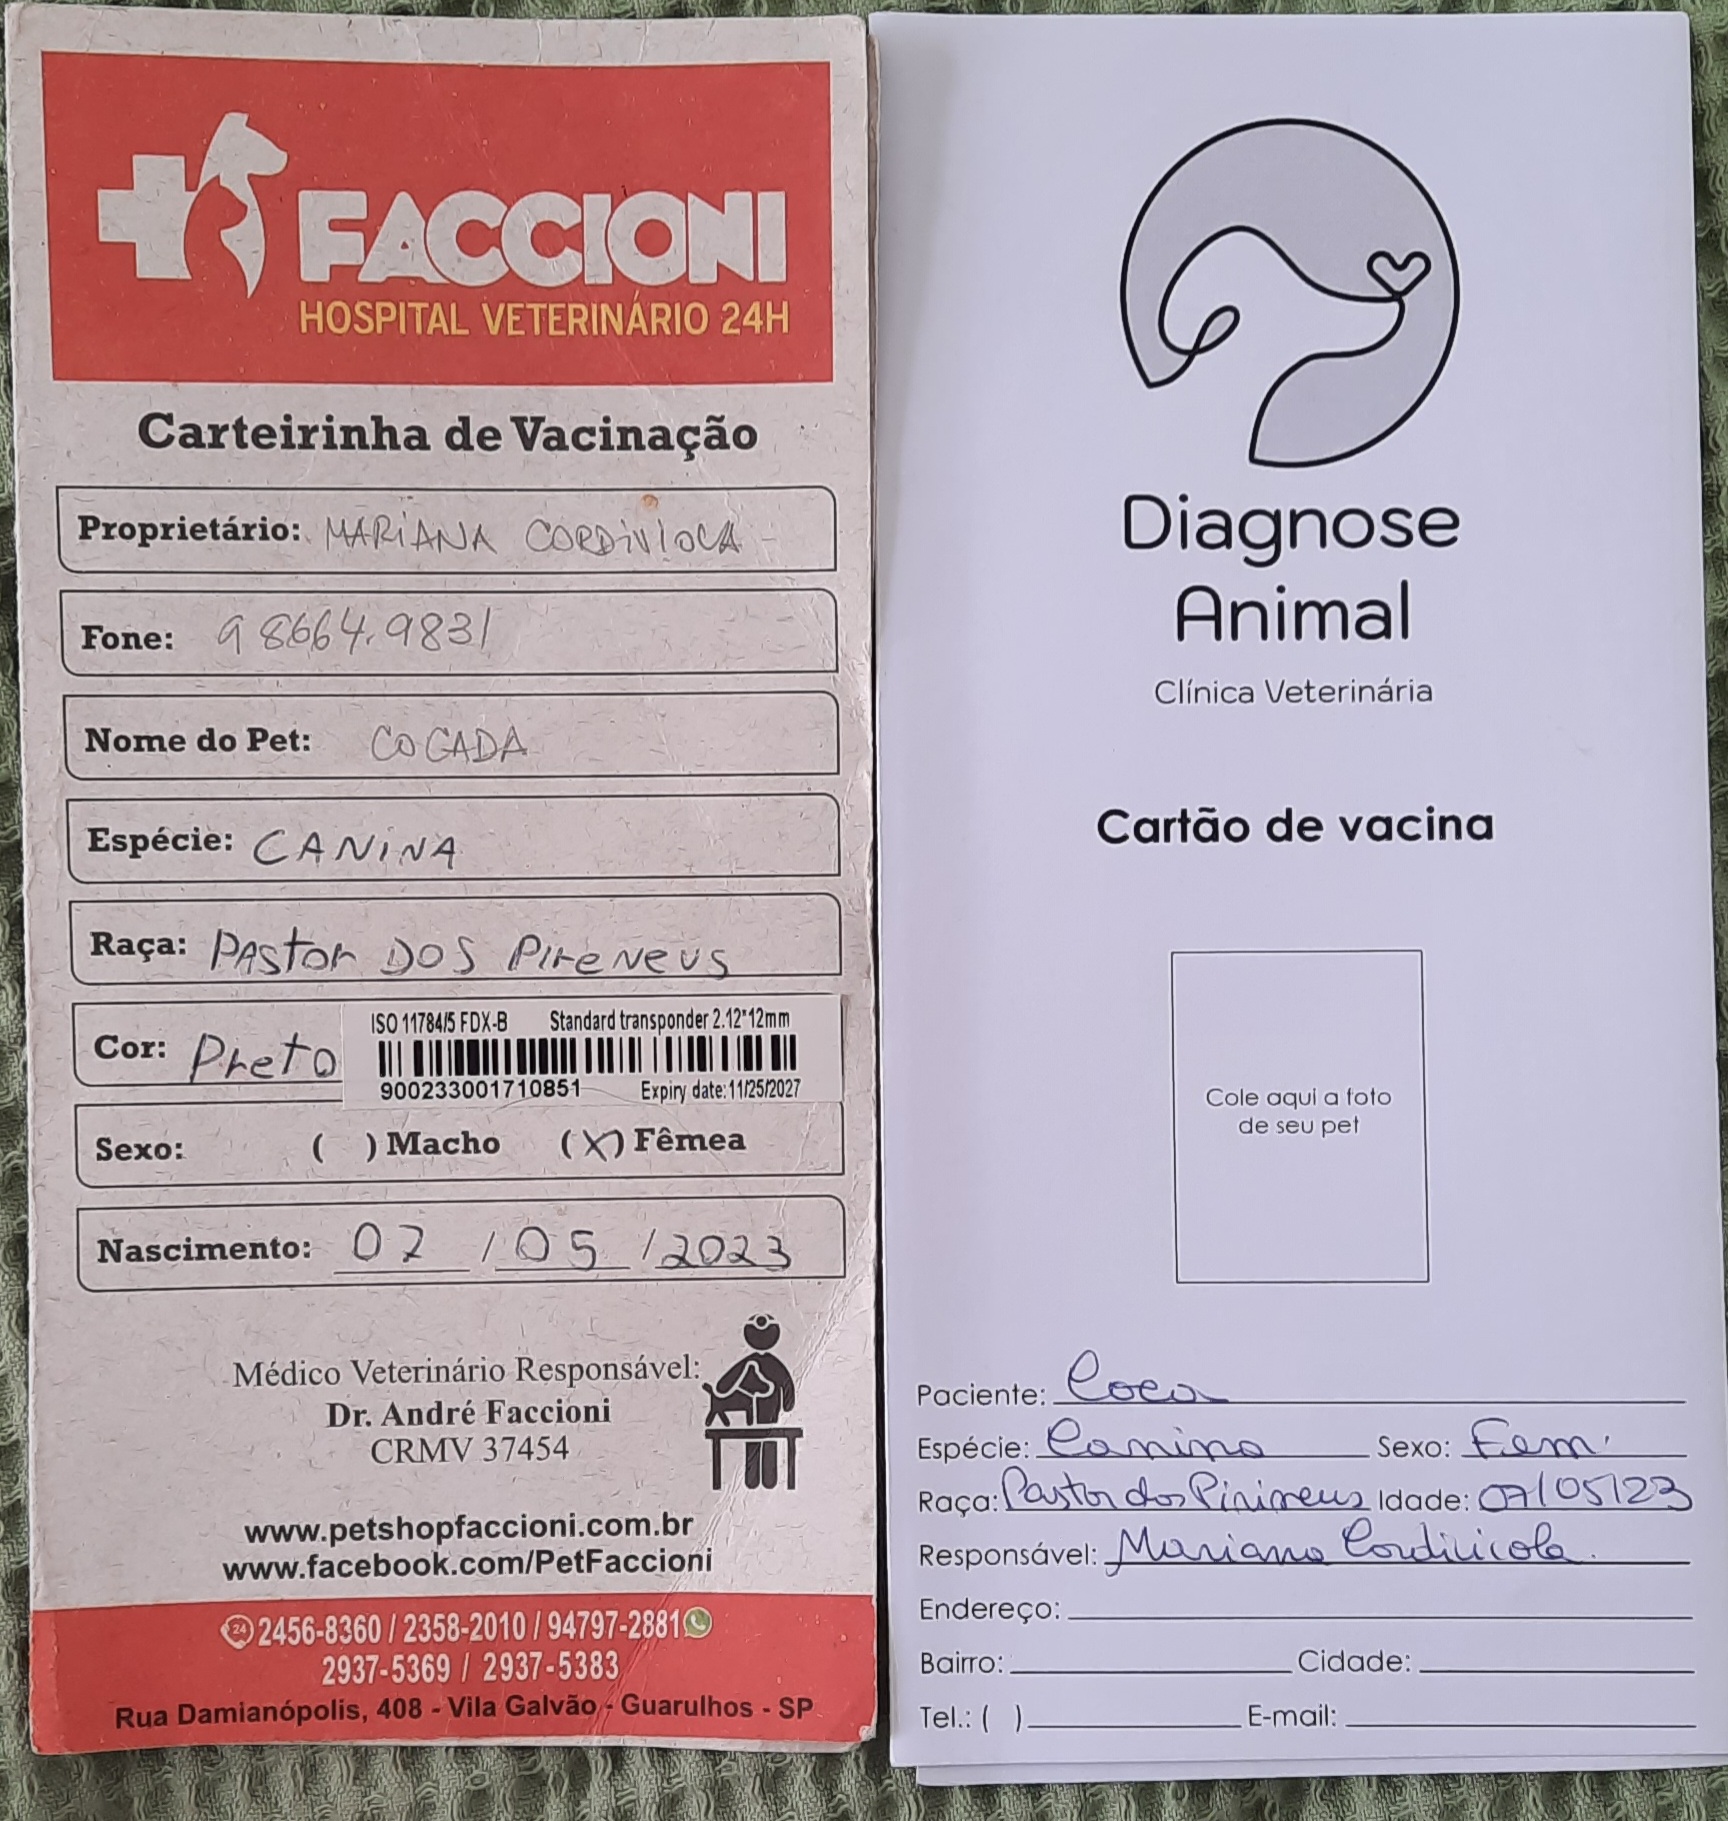 FACCIONI
HOSPITAL VETERINÁRIO 24H
Carteirinha de Vacinação
Proprietário: MARIANA CORDIVIOLA
Fone: 98664.9831
Nome do Pet: COCADA
Espécie: CANINA
Raça: PASTOR DOS PIRENEUS
Cor: Preto
ISO 11784/5 FDX-B Standard transponder 2.12*12mm
900233001710851 Expiry date:11/25/2027
Sexo: ( ) Macho (X) Fêmea
Nascimento: 07 / 05 / 2023
Médico Veterinário Responsável:
Dr. André Faccioni
CRMV 37454
www.petshopfaccioni.com.br
www.facebook.com/PetFaccioni
24 2456-8360 / 2358-2010 / 94797-2881
2937-5369 / 2937-5383
Rua Damianópolis, 408 - Vila Galvão - Guarulhos - SP
Diagnose
Animal
Clínica Veterinária
Cartão de vacina
Cole aqui a foto
de seu pet
Paciente: Coca
Espécie: Canina Sexo: Fem
Raça: Pastor dos Pirineus Idade: 07/05/23
Responsável: Mariana Cordivicola.
Endereço:
Bairro: Cidade:
Tel.: ( ) E-mail: